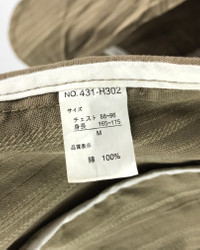 NO.431-H302
サイズ
チェスト 88-96
身長 165-175
M
品質表示
綿 100%